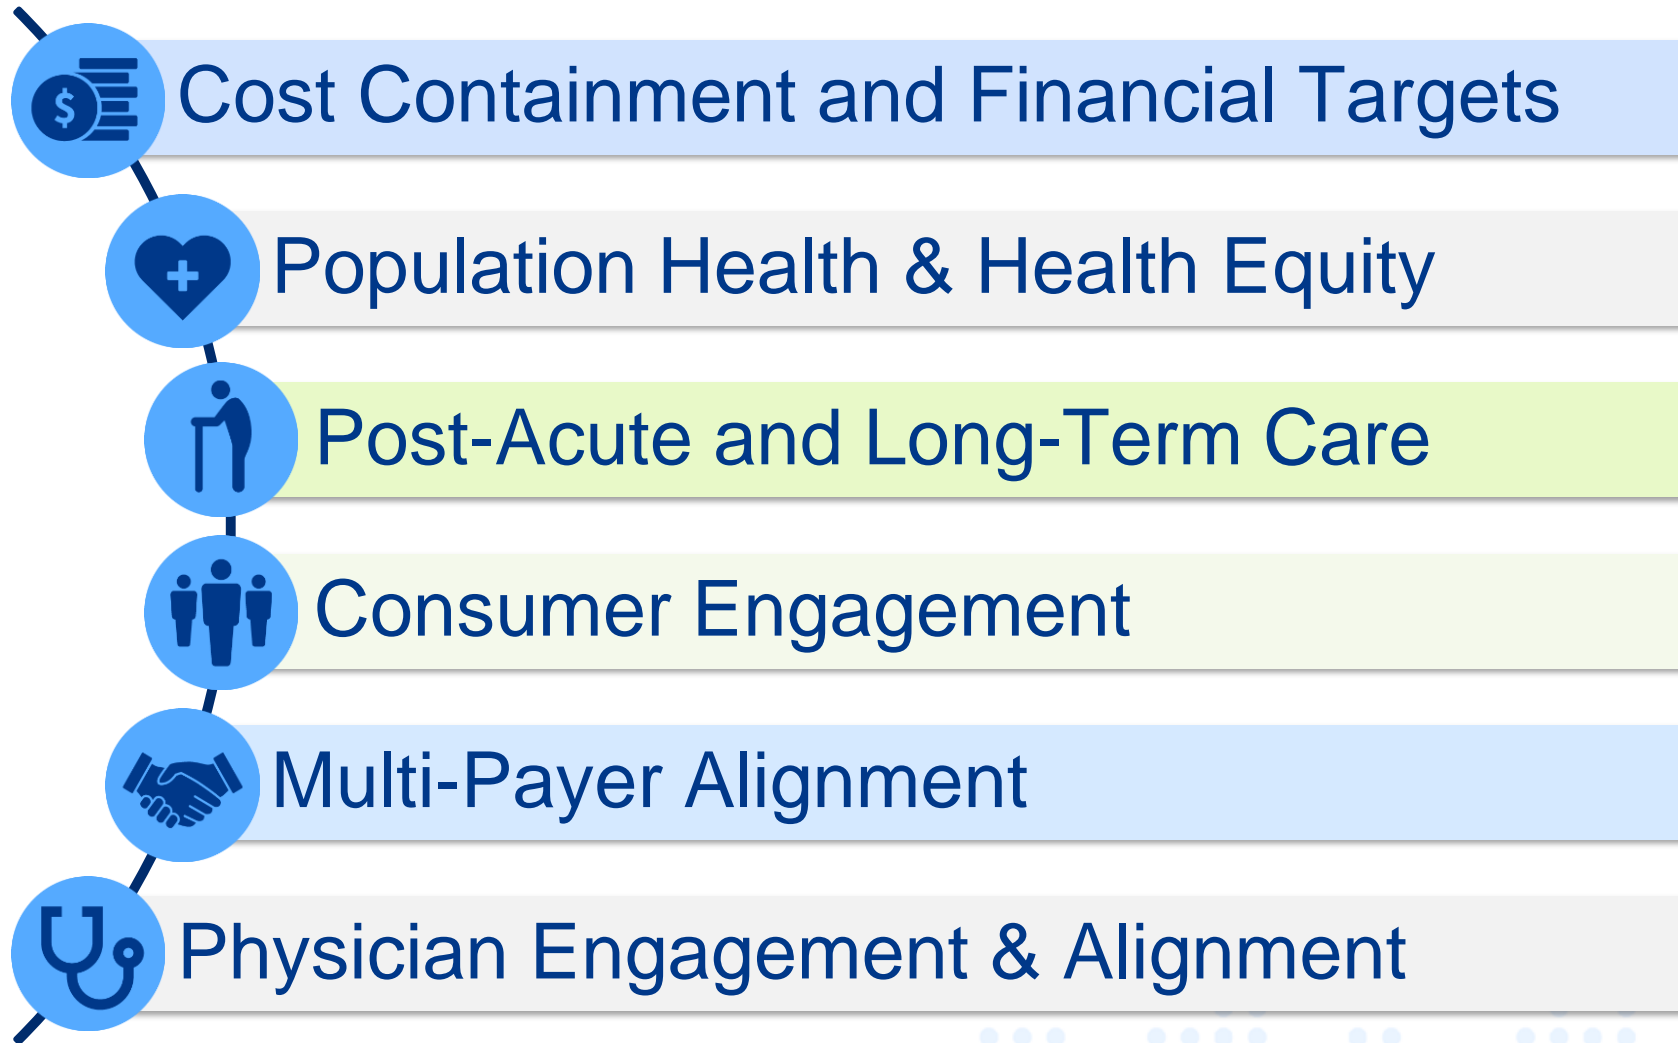 $
Cost Containment and Financial Targets
Population Health & Health Equity
Post-Acute and Long-Term Care
Consumer Engagement
Multi-Payer Alignment
Physician Engagement & Alignment